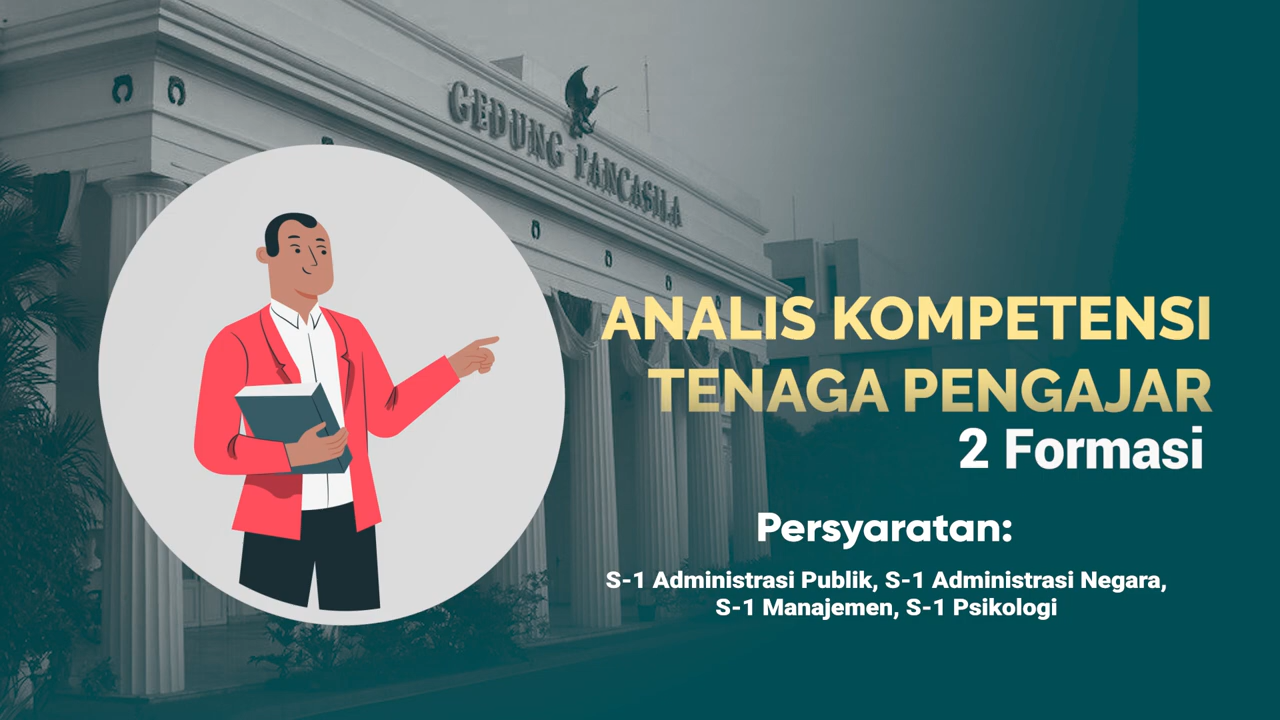 GEDUNG PANCASILA
ANALIS KOMPETENSI
TENAGA PENGAJAR
2 Formasi
Persyaratan:
S-1 Administrasi Publik, S-1 Administrasi Negara,
S-1 Manajemen, S-1 Psikologi